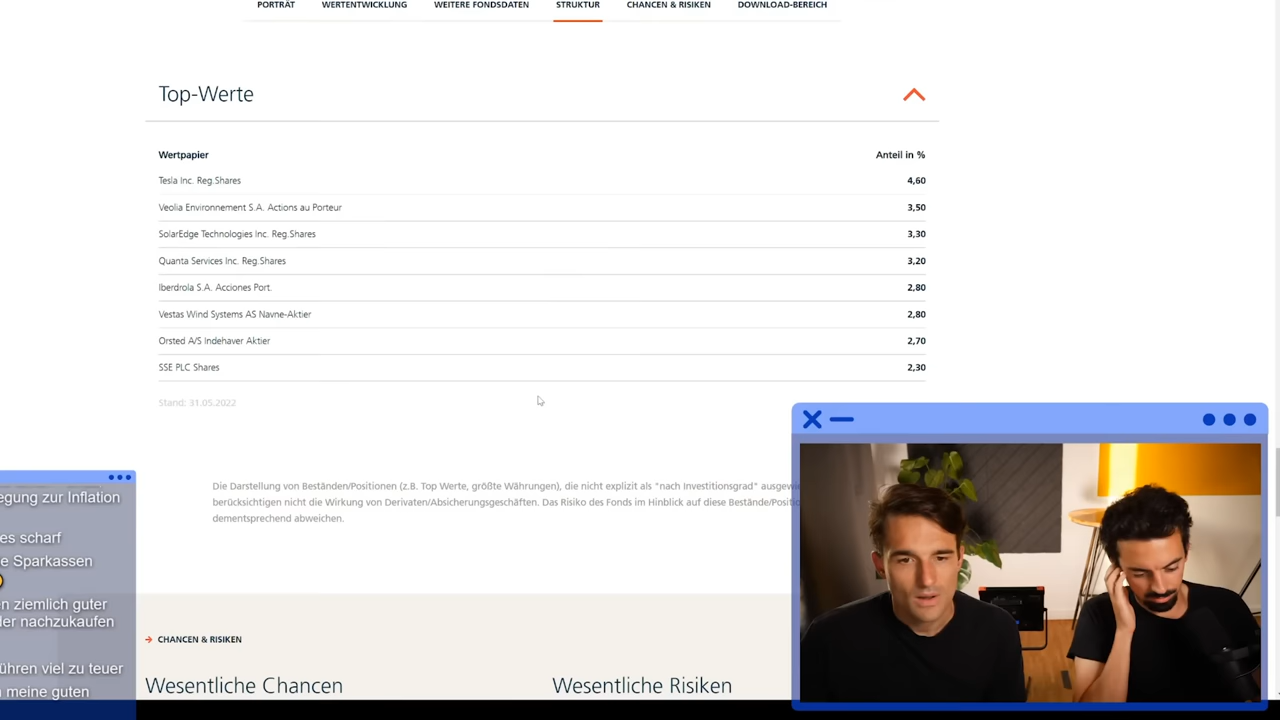 PORTRÄT WERTENTWICKLUNG WEITERE FONDSDATEN STRUKTUR CHANCEN & RISIKEN DOWNLOAD-BEREICH
Top-Werte
Wertpapier Anteil in %
Tesla Inc. Reg.Shares 4,60
Veolia Environnement S.A. Actions au Porteur 3,50
SolarEdge Technologies Inc. Reg.Shares 3,30
Quanta Services Inc. Reg.Shares 3,20
Iberdrola S.A. Acciones Port. 2,80
Vestas Wind Systems AS Navne-Aktier 2,80
Orsted A/S Indehaver Aktier 2,70
SSE PLC Shares 2,30
Stand: 31.05.2022
Die Darstellung von Beständen/Positionen (z.B. Top Werte, größte Währungen), die nicht explizit als "nach Investitionsgrad"
berücksichtigen nicht die Wirkung von Derivaten/Absicherungsgeschäften. Das Risiko des Fonds im Hinblick auf diese
dementsprechend abweichen.
zur Inflation
es scharf
Sparkassen
ziemlich guter
nachzukaufen
viel zu teuer
meine guten
CHANCEN & RISIKEN
Wesentliche Chancen Wesentliche Risiken